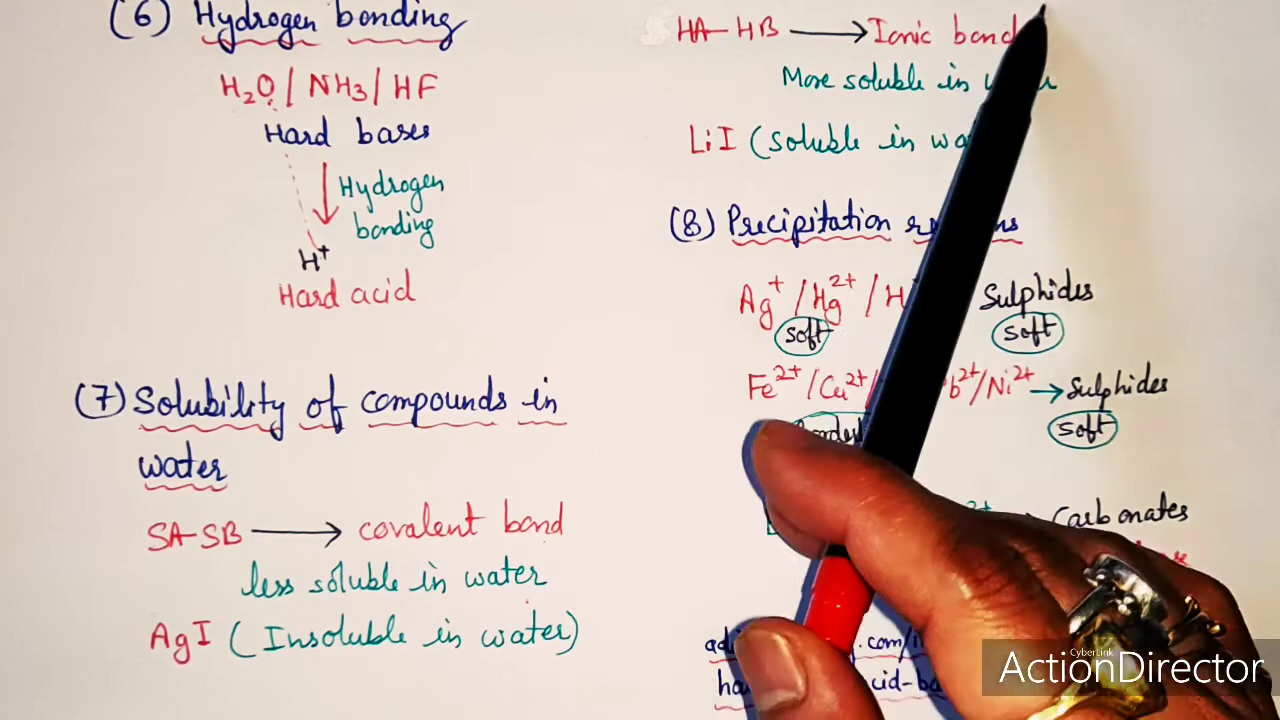 (6) Hydrogen bonding
H₂O / NH₃ / HF
Hard bases
Hydrogen
bonding
H⁺
Hard acid
(7) Solubility of compounds in
water
SA-SB → covalent bond
less soluble in water
AgI (Insoluble in water)
HA-HB → Ionic bond
More soluble in
LiI (soluble in
(8) Precipitation
Ag⁺ / Hg²⁺ / Sulphides
soft soft
Fe²⁺ / Cu²⁺ / /Ni²⁺ → Sulphides
soft
Carbonates
CyberLink
ActionDirector